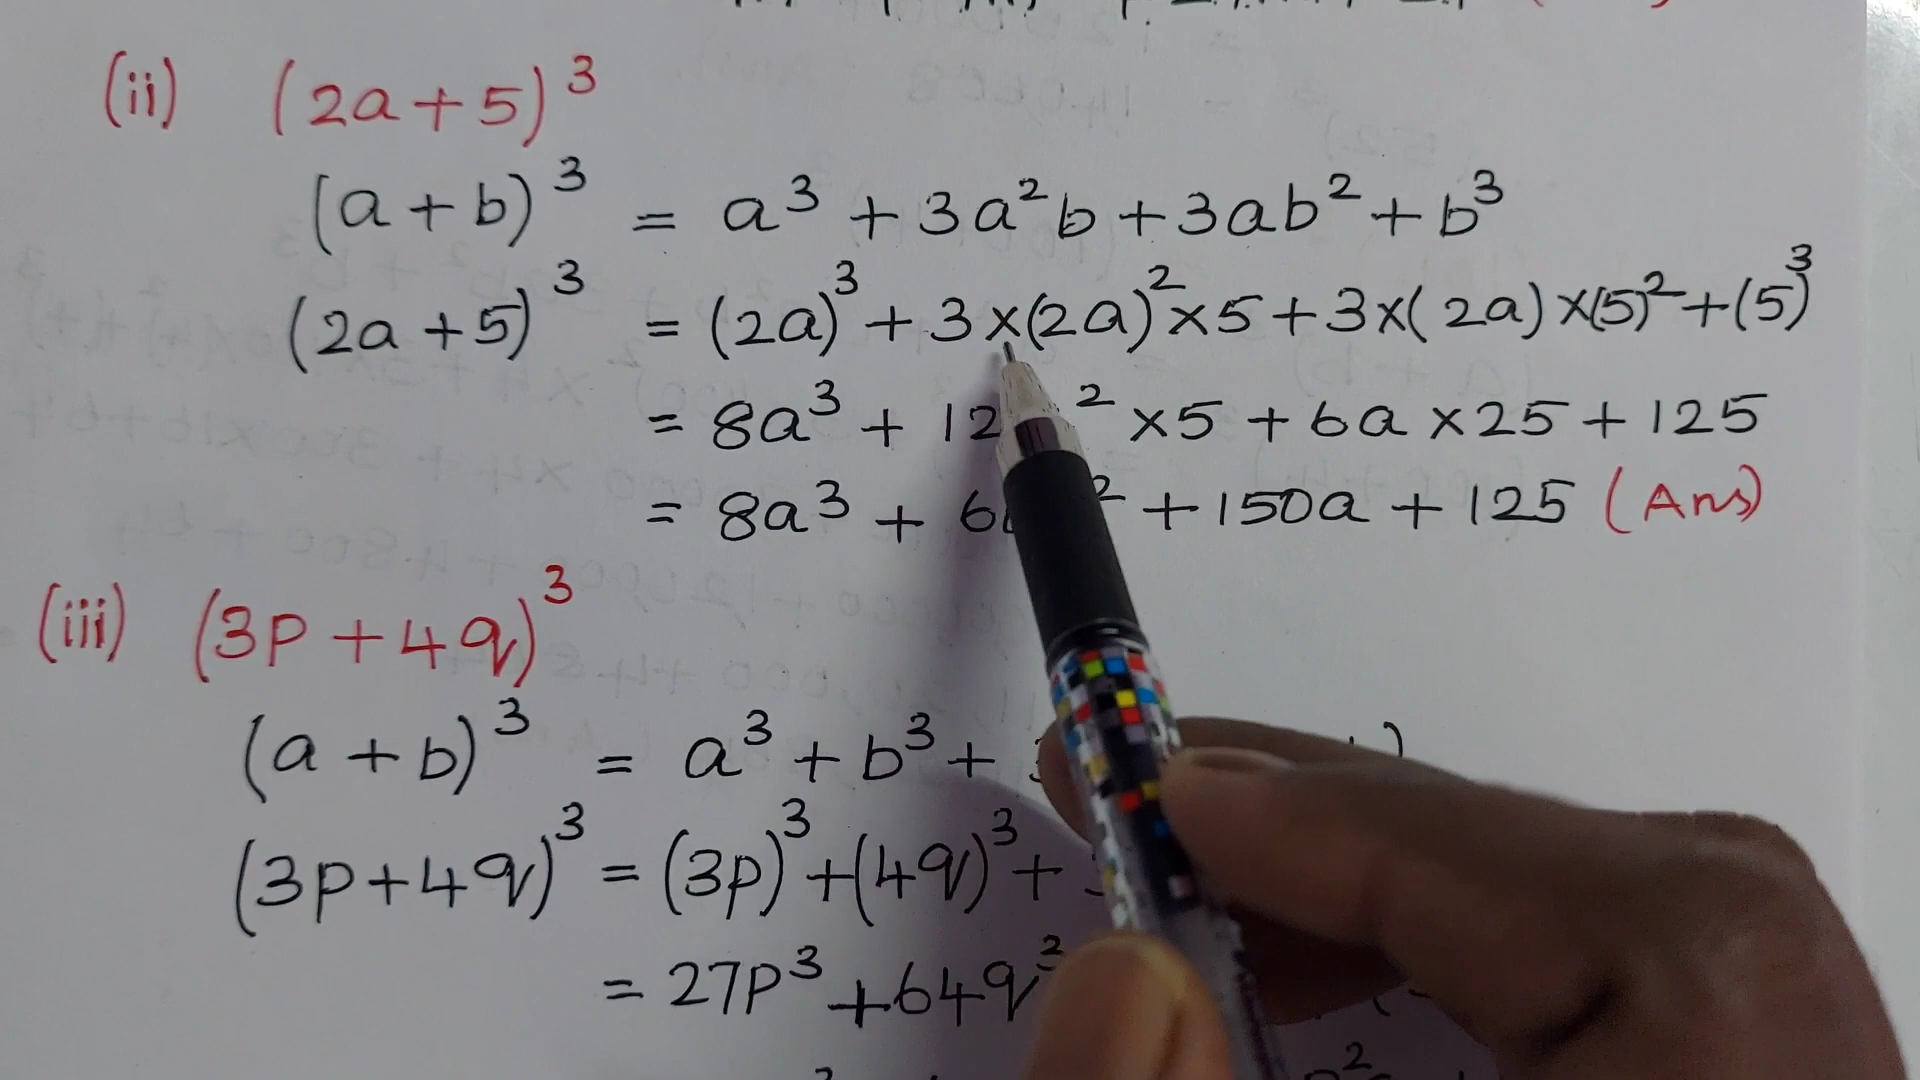 (ii) (2a+5)³
(a+b)³ = a³ + 3a²b + 3ab² + b³
(2a+5)³ = (2a)³ + 3×(2a)²×5 + 3×(2a)×(5)² + (5)³
= 8a³ + 12 ² ×5 + 6a ×25 + 125
= 8a³ + 6 ² + 150a + 125 (Ans)
(iii) (3p+4q)³
(a+b)³ = a³ + b³ +
(3p+4q)³ = (3p)³ + (4q)³ +
= 27p³ + 64q³